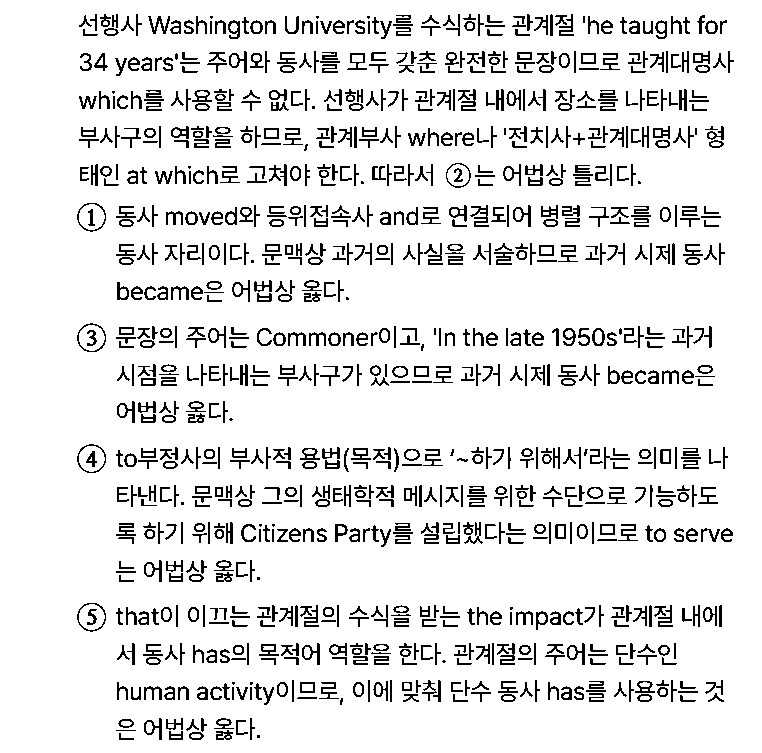 선행사 Washington University를 수식하는 관계절 'he taught for
34 years'는 주어와 동사를 모두 갖춘 완전한 문장이므로 관계대명사
which를 사용할 수 없다. 선행사가 관계절 내에서 장소를 나타내는
부사구의 역할을 하므로, 관계부사 where나 '전치사+관계대명사' 형
태인 at which로 고쳐야 한다. 따라서 ②는 어법상 틀리다.
① 동사 moved와 등위접속사 and로 연결되어 병렬 구조를 이루는
동사 자리이다. 문맥상 과거의 사실을 서술하므로 과거 시제 동사
became은 어법상 옳다.
③ 문장의 주어는 Commoner이고, 'In the late 1950s'라는 과거
시점을 나타내는 부사구가 있으므로 과거 시제 동사 became은
어법상 옳다.
④ to부정사의 부사적 용법(목적)으로 ‘~하기 위해서’라는 의미를 나
타낸다. 문맥상 그의 생태학적 메시지를 위한 수단으로 기능하도
록 하기 위해 Citizens Party를 설립했다는 의미이므로 to serve
는 어법상 옳다.
⑤ that이 이끄는 관계절의 수식을 받는 the impact가 관계절 내에
서 동사 has의 목적어 역할을 한다. 관계절의 주어는 단수인
human activity이므로, 이에 맞춰 단수 동사 has를 사용하는 것
은 어법상 옳다.